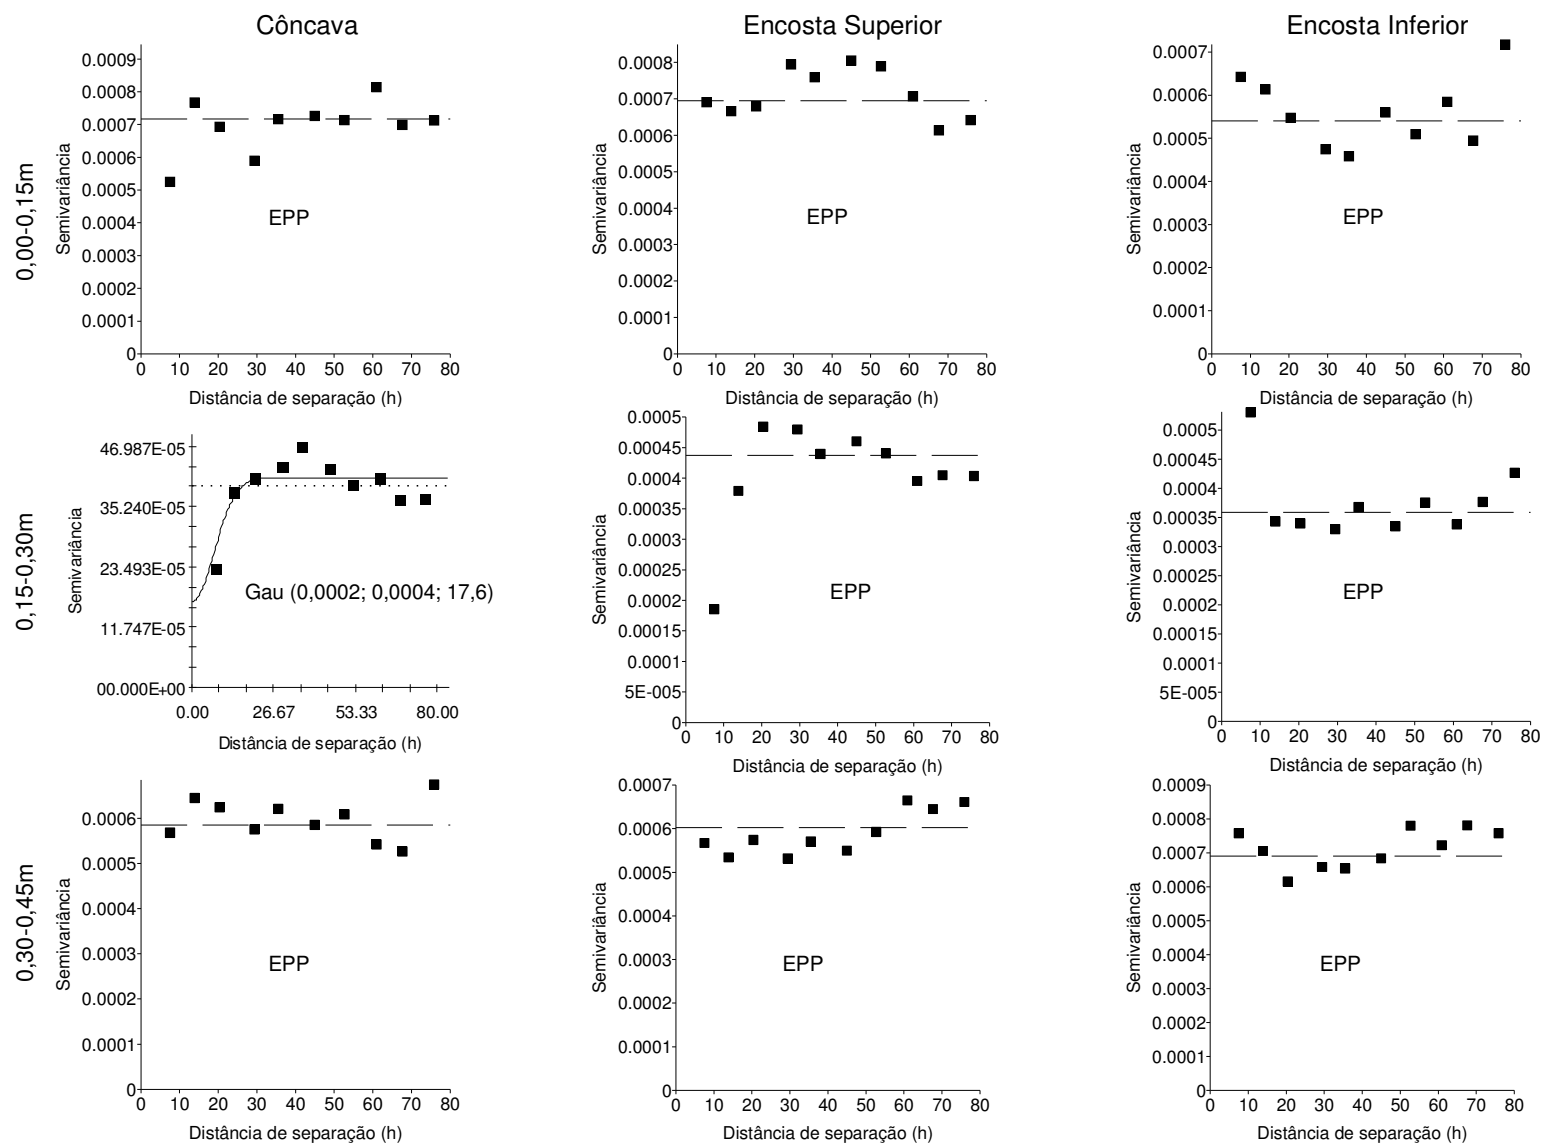 Côncava
Encosta Superior
Encosta Inferior
0,00-0,15m
Semivariância
0.0009
0.0008
0.0007
0.0006
0.0005
0.0004
0.0003
0.0002
0.0001
0
EPP
0 10 20 30 40 50 60 70 80
Distância de separação (h)
Semivariância
0.0008
0.0007
0.0006
0.0005
0.0004
0.0003
0.0002
0.0001
0
EPP
0 10 20 30 40 50 60 70 80
Distância de separação (h)
Semivariância
0.0007
0.0006
0.0005
0.0004
0.0003
0.0002
0.0001
0
EPP
0 10 20 30 40 50 60 70 80
Distância de separação (h)
0,15-0,30m
Semivariância
46.987E-05
35.240E-05
23.493E-05
11.747E-05
00.000E+00
Gau (0,0002; 0,0004; 17,6)
0.00 26.67 53.33 80.00
Distância de separação (h)
Semivariância
0.0005
0.00045
0.0004
0.00035
0.0003
0.00025
0.0002
0.00015
0.0001
5E-005
0
EPP
0 10 20 30 40 50 60 70 80
Distância de separação (h)
Semivariância
0.0005
0.0004
0.00035
0.0003
0.00025
0.0002
0.00015
0.0001
5E-005
0
EPP
0 10 20 30 40 50 60 70 80
Distância de separação (h)
0,30-0,45m
Semivariância
0.0006
0.0005
0.0004
0.0003
0.0002
0.0001
0
EPP
0 10 20 30 40 50 60 70 80
Distância de separação (h)
Semivariância
0.0007
0.0006
0.0005
0.0004
0.0003
0.0002
0.0001
0
EPP
0 10 20 30 40 50 60 70 80
Distância de separação (h)
Semivariância
0.0009
0.0008
0.0007
0.0006
0.0005
0.0004
0.0003
0.0002
0.0001
0
EPP
0 10 20 30 40 50 60 70 80
Distância de separação (h)